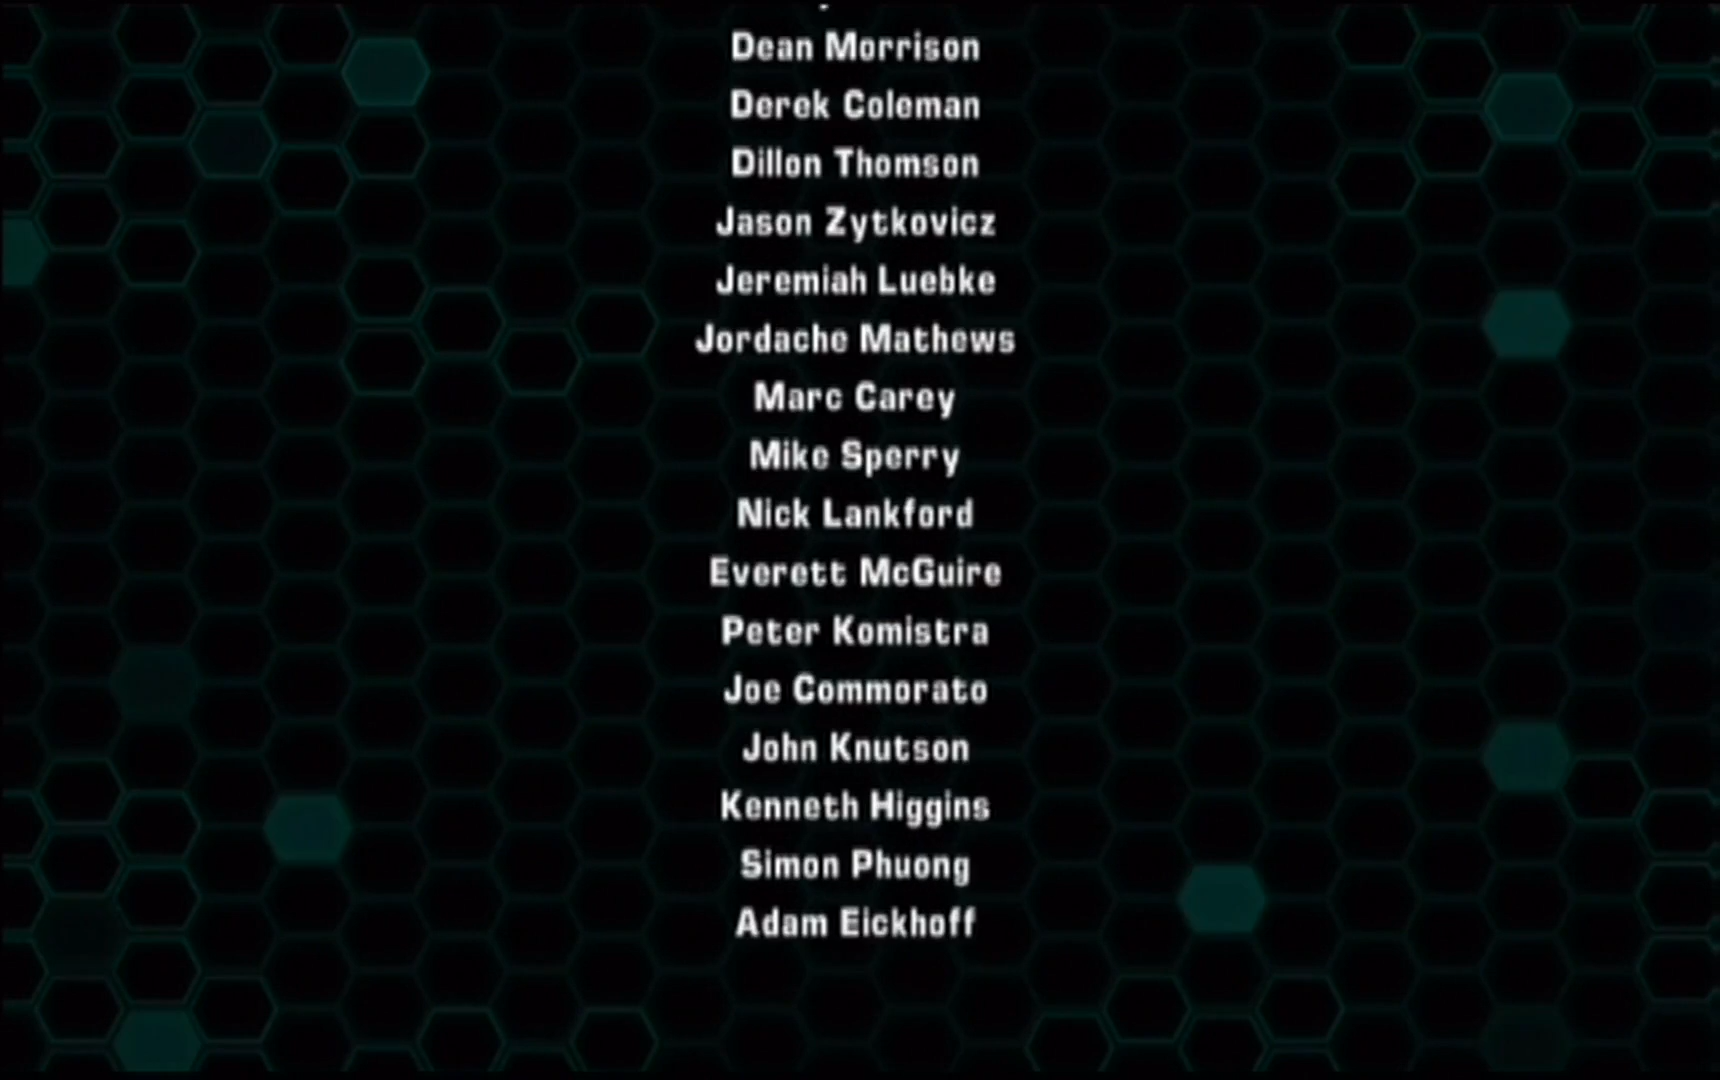 Dean Morrison
Derek Coleman
Dillon Thomson
Jason Zytkovicz
Jeremiah Luebke
Jordache Mathews
Marc Carey
Mike Sperry
Nick Lankford
Everett McGuire
Peter Komistra
Joe Commorato
John Knutson
Kenneth Higgins
Simon Phuong
Adam Eickhoff